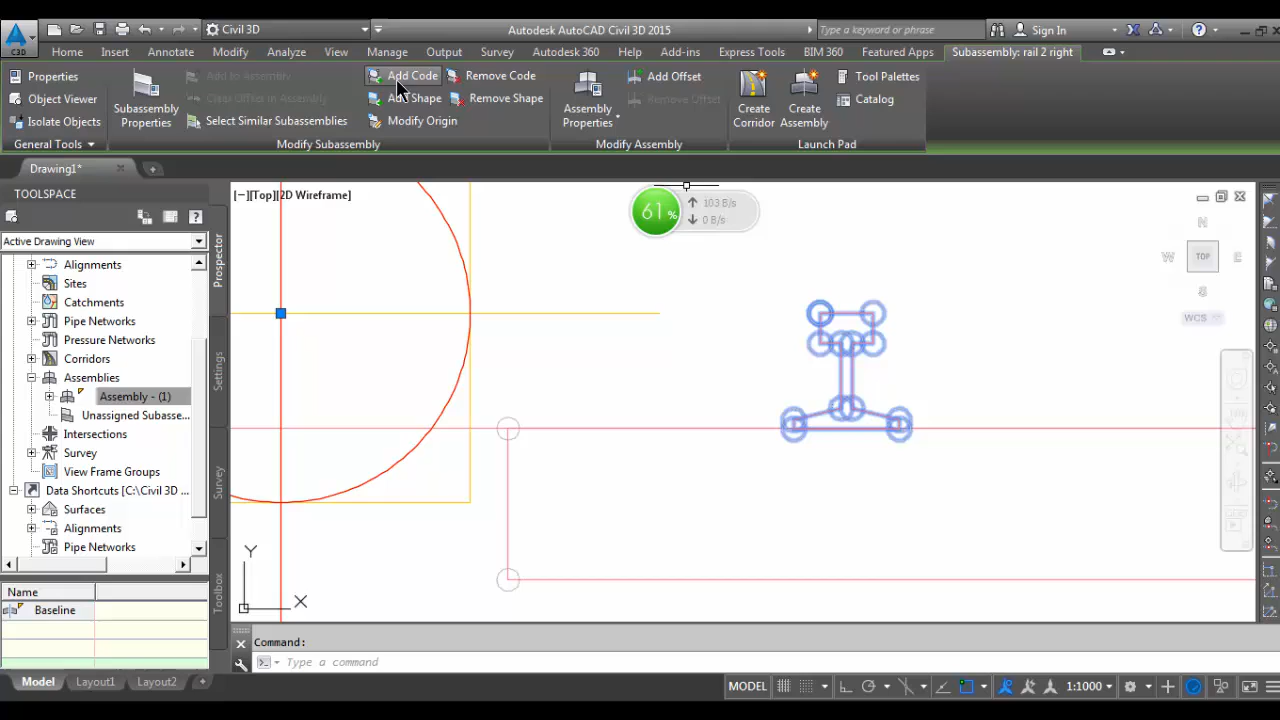 Civil 3D
Autodesk AutoCAD Civil 3D 2015
Type a keyword or phrase
Sign In
C3D
Home Insert Annotate Modify Analyze View Manage Output Survey Autodesk 360 Help Add-ins Express Tools BIM 360 Featured Apps Subassembly: rail 2 right
Properties
Object Viewer
Isolate Objects
General Tools
Subassembly
Properties
Add to Assembly
Clear Offset in Assembly
Select Similar Subassemblies
Add Code
Add Shape
Modify Origin
Remove Code
Remove Shape
Modify Subassembly
Assembly
Properties
Add Offset
Remove Offset
Modify Assembly
Create
Corridor
Create
Assembly
Tool Palettes
Catalog
Launch Pad
Drawing1*
TOOLSPACE
Active Drawing View
Alignments
Sites
Catchments
Pipe Networks
Pressure Networks
Corridors
Assemblies
Assembly - (1)
Unassigned Subasse...
Intersections
Survey
View Frame Groups
Data Shortcuts [C:\Civil 3D ...
Surfaces
Alignments
Pipe Networks
Name
Baseline
Prospector
Settings
Survey
Toolbox
[−][Top][2D Wireframe]
61%
103 B/s
0 B/s
N
W TOP E
S
WCS
Y
X
Command:
Type a command
Model Layout1 Layout2 +
MODEL
1:1000